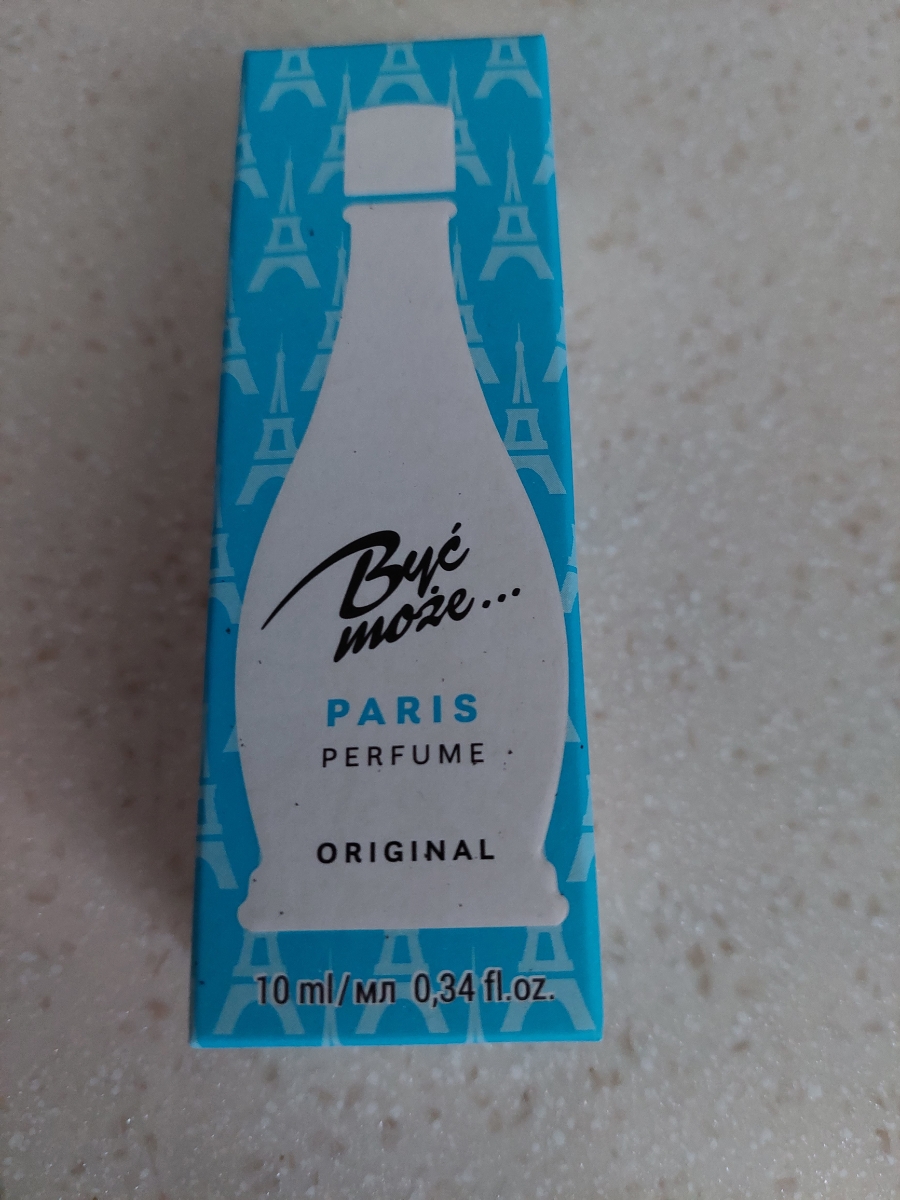 Być
może...
PARIS
PERFUME
ORIGINAL
10 ml/мл 0,34 fl.oz.